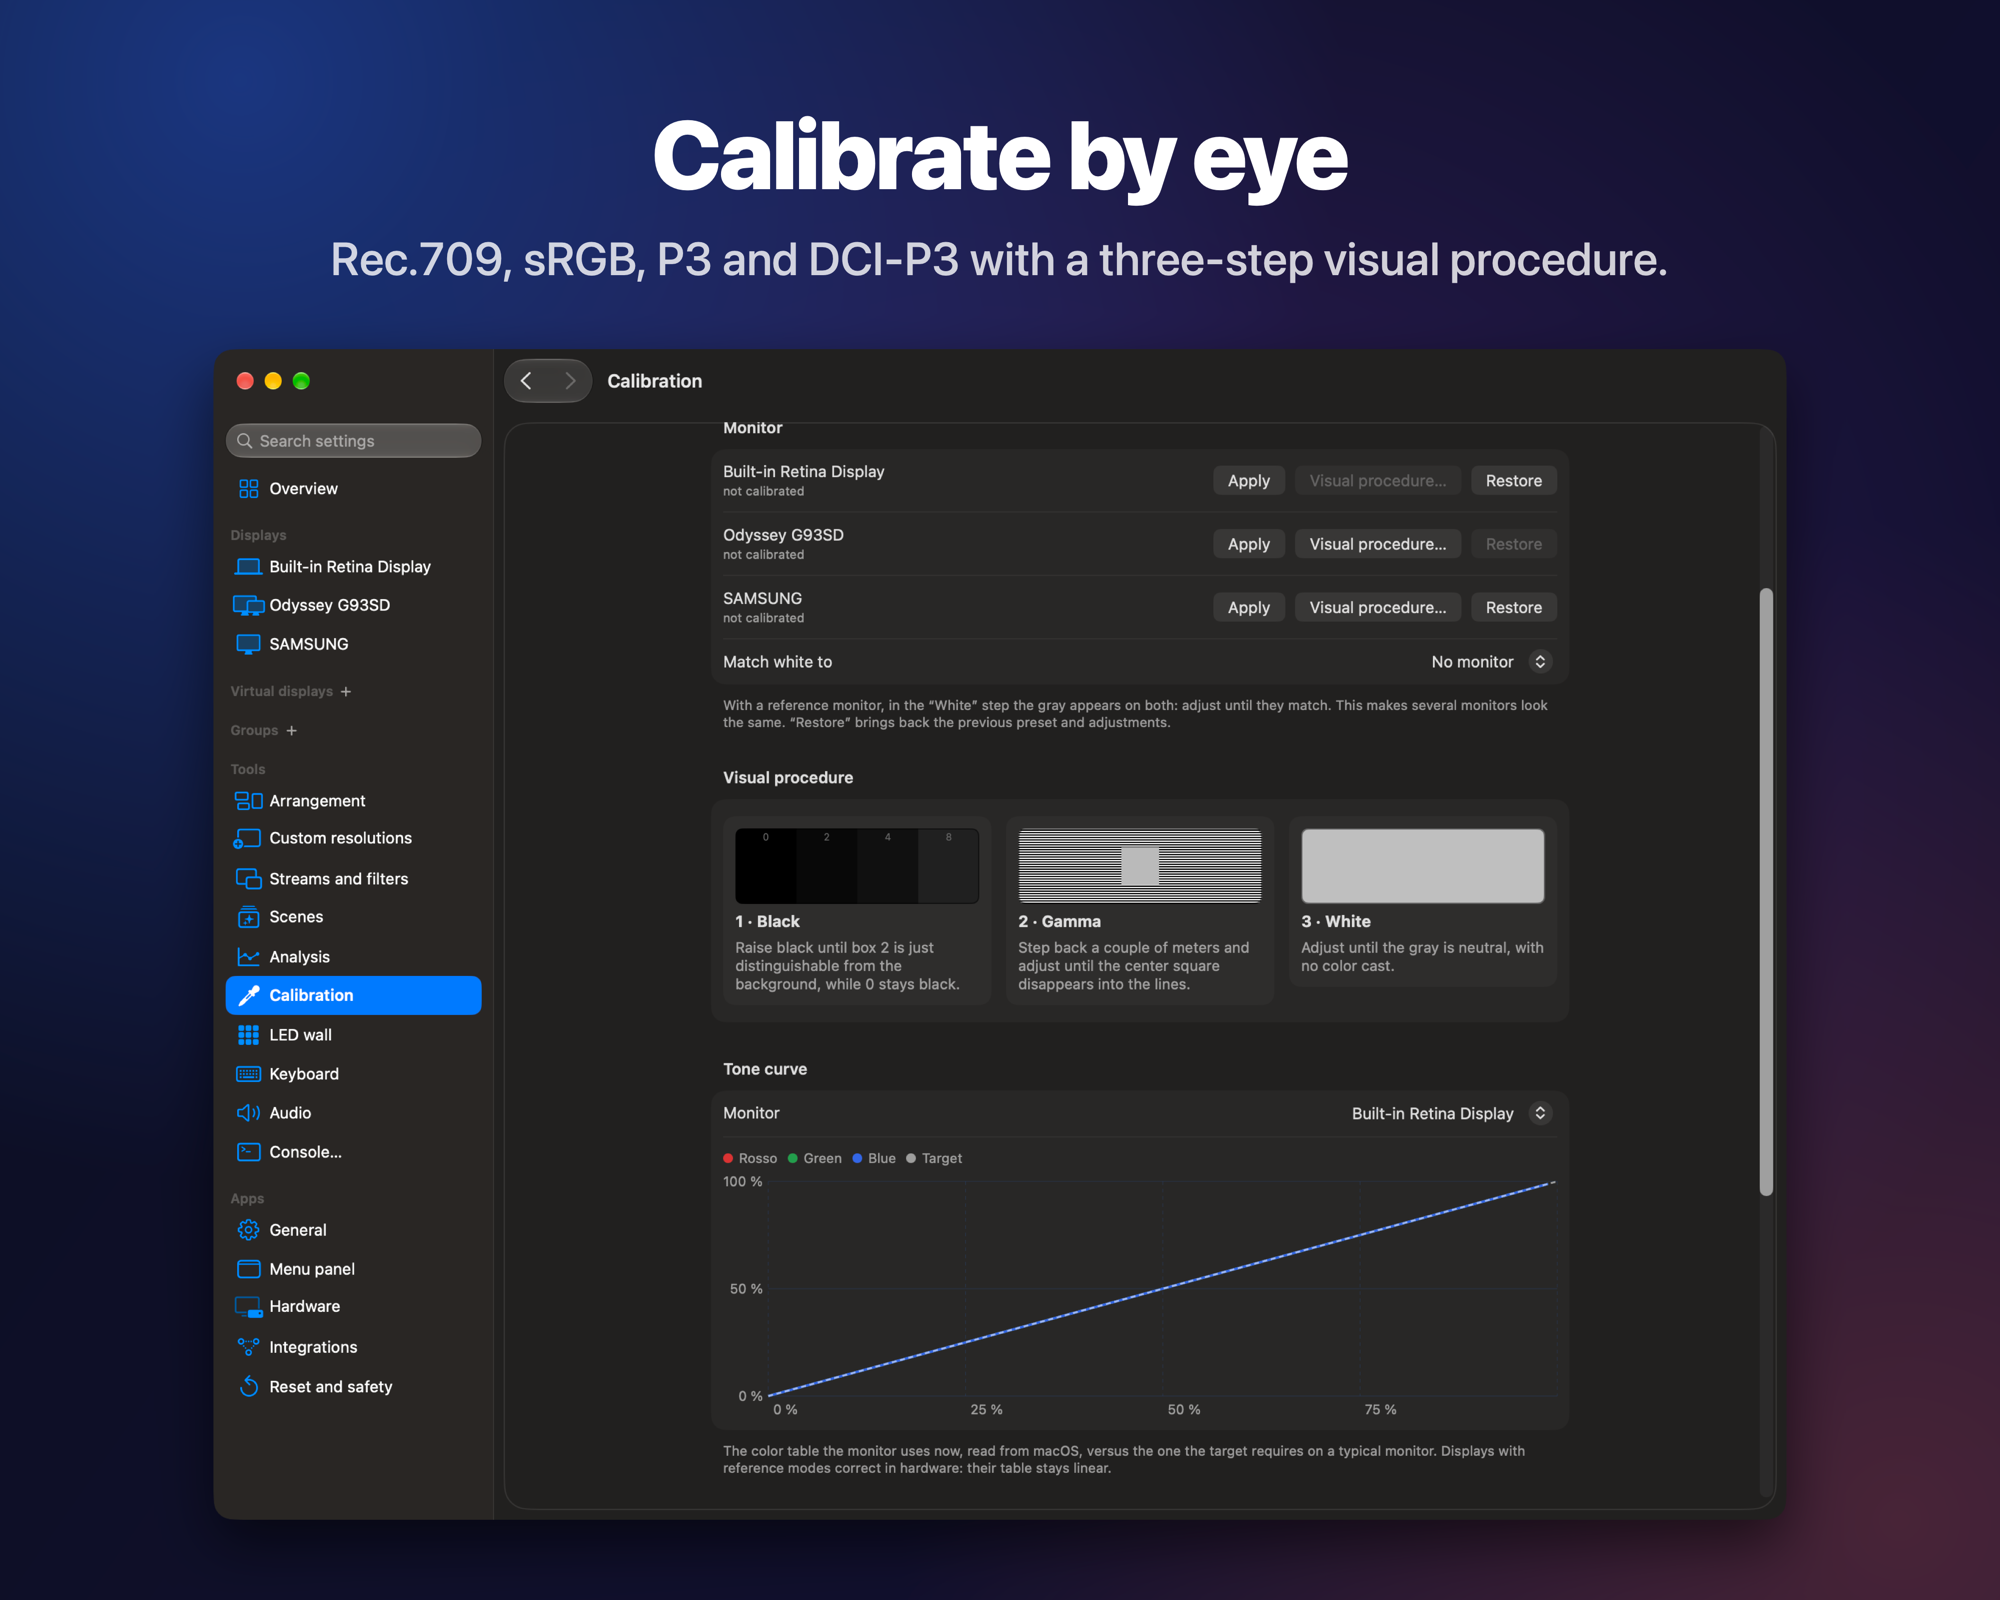 Calibrate by eye
Rec.709, sRGB, P3 and DCI-P3 with a three-step visual procedure.
Calibration
Search settings
Overview
Displays
Built-in Retina Display
Odyssey G93SD
SAMSUNG
Virtual displays +
Groups +
Tools
Arrangement
Custom resolutions
Streams and filters
Scenes
Analysis
Calibration
LED wall
Keyboard
Audio
Console...
Apps
General
Menu panel
Hardware
Integrations
Reset and safety
Monitor
Built-in Retina Display
not calibrated
Apply Visual procedure... Restore
Odyssey G93SD
not calibrated
Apply Visual procedure... Restore
SAMSUNG
not calibrated
Apply Visual procedure... Restore
Match white to No monitor
With a reference monitor, in the “White” step the gray appears on both: adjust until they match. This makes several monitors look
the same. “Restore” brings back the previous preset and adjustments.
Visual procedure
0 2 4 8
1 · Black
Raise black until box 2 is just
distinguishable from the
background, while 0 stays black.
2 · Gamma
Step back a couple of meters and
adjust until the center square
disappears into the lines.
3 · White
Adjust until the gray is neutral, with
no color cast.
Tone curve
Monitor Built-in Retina Display
Rosso Green Blue Target
100 %
50 %
0 %
0 % 25 % 50 % 75 %
The color table the monitor uses now, read from macOS, versus the one the target requires on a typical monitor. Displays with
reference modes correct in hardware: their table stays linear.